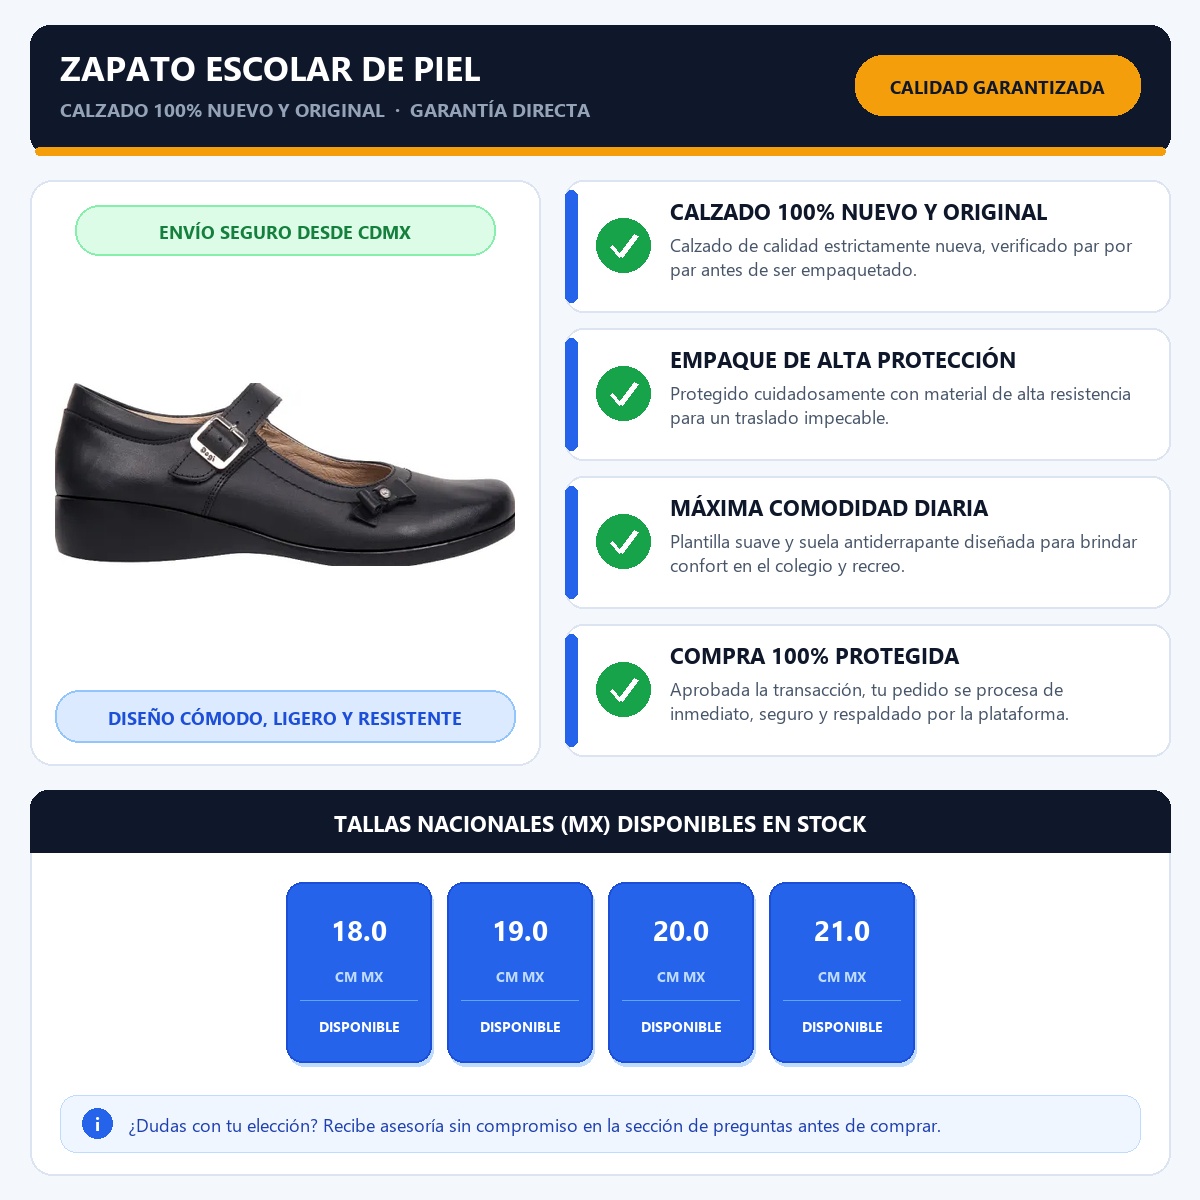 ZAPATO ESCOLAR DE PIEL
CALZADO 100% NUEVO Y ORIGINAL · GARANTÍA DIRECTA
CALIDAD GARANTIZADA
ENVÍO SEGURO DESDE CDMX
Dogi
DISEÑO CÓMODO, LIGERO Y RESISTENTE
CALZADO 100% NUEVO Y ORIGINAL
Calzado de calidad estrictamente nueva, verificado par por
par antes de ser empaquetado.
EMPAQUE DE ALTA PROTECCIÓN
Protegido cuidadosamente con material de alta resistencia
para un traslado impecable.
MÁXIMA COMODIDAD DIARIA
Plantilla suave y suela antiderrapante diseñada para brindar
confort en el colegio y recreo.
COMPRA 100% PROTEGIDA
Aprobada la transacción, tu pedido se procesa de
inmediato, seguro y respaldado por la plataforma.
TALLAS NACIONALES (MX) DISPONIBLES EN STOCK
18.0
CM MX
DISPONIBLE
19.0
CM MX
DISPONIBLE
20.0
CM MX
DISPONIBLE
21.0
CM MX
DISPONIBLE
¿Dudas con tu elección? Recibe asesoría sin compromiso en la sección de preguntas antes de comprar.